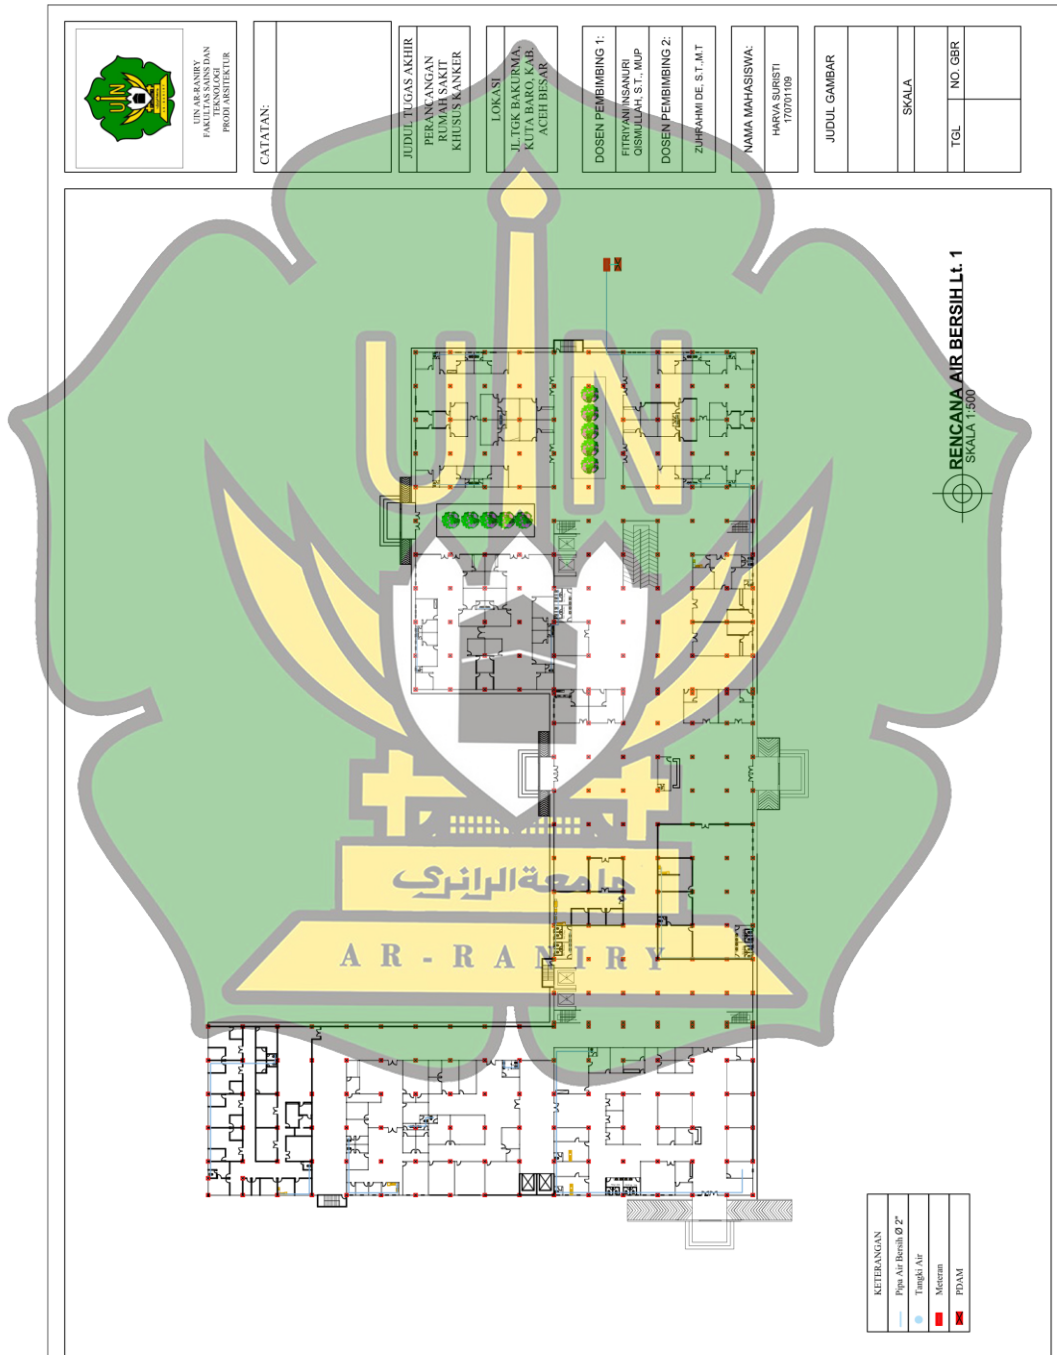 UIN
UIN AR-RANIRY
FAKULTAS SAINS DAN
TEKNOLOGI
PRODI ARSITEKTUR
CATATAN:
JUDUL TUGAS AKHIR
PERANCANGAN
RUMAH SAKIT
KHUSUS KANKER
LOKASI
JL.TGK BAKURMA,
KUTA BARO, KAB.
ACEH BESAR
DOSEN PEMBIMBING 1:
FITRIYANI INSANURI
QISMULLAH, S.T., MUP
DOSEN PEMBIMBING 2:
ZUHRAHMI DE, S.T.,M.T
NAMA MAHASISWA:
HARVA SURISTI
170701109
JUDUL GAMBAR
SKALA
NO. GBR
TGL
UIN
جامعة الرانري
AR-RANIRY
RENCANA AIR BERSIH Lt. 1
SKALA 1:500
KETERANGAN
Pipa Air Bersih Ø 2"
Tangki Air
Meteran
PDAM